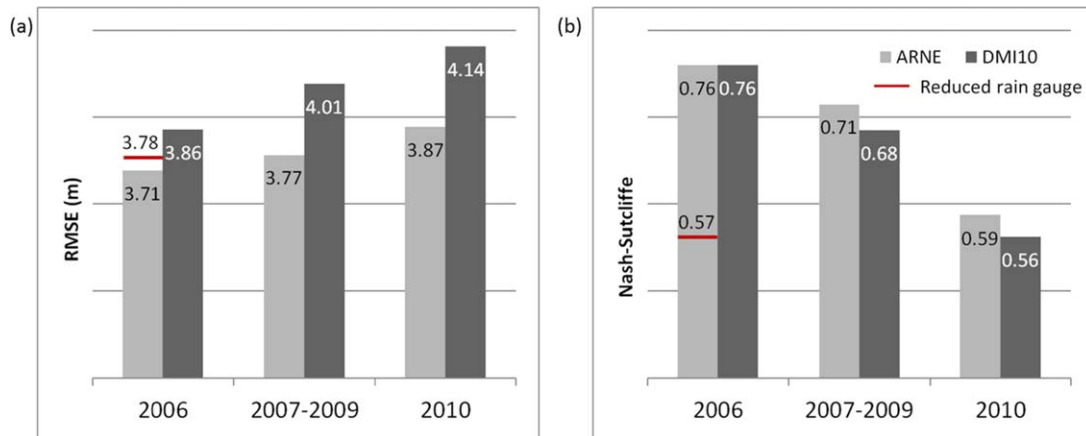 (a)
RMSE (m)
3.78
3.71
3.86
3.77
4.01
3.87
4.14
2006
2007-2009
2010
(b)
Nash-Sutcliffe
ARNE
DMI10
Reduced rain gauge
0.76
0.76
0.57
0.71
0.68
0.59
0.56
2006
2007-2009
2010